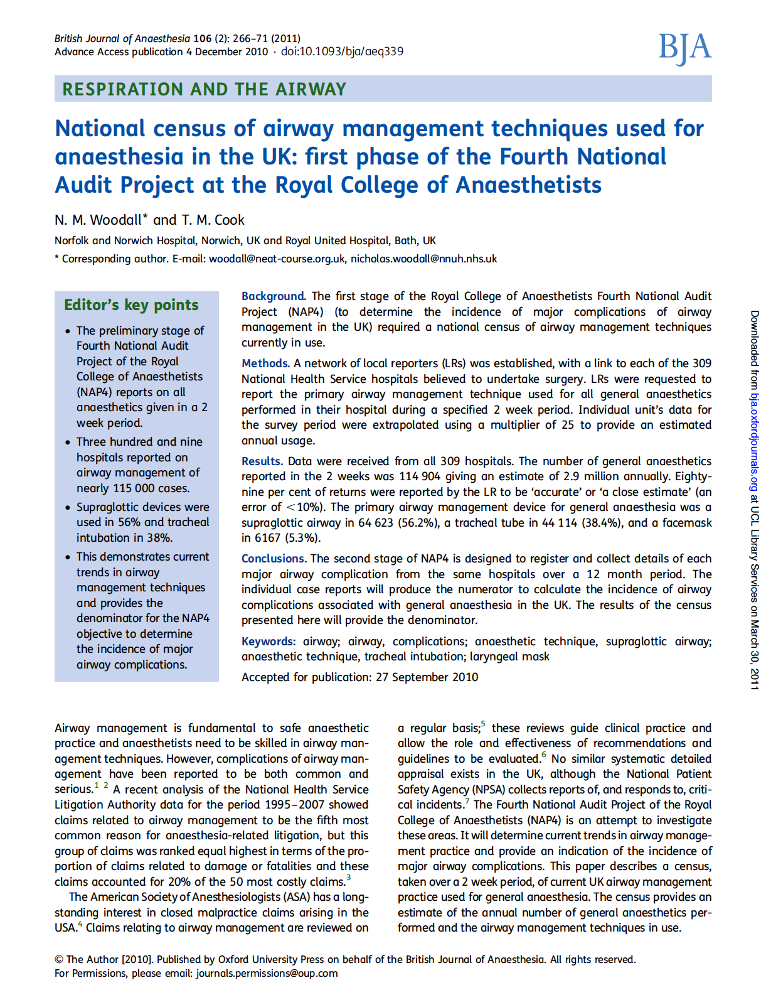 British Journal of Anaesthesia 106 (2): 266–71 (2011)
Advance Access publication 4 December 2010 · doi:10.1093/bja/aeq339
BJA
RESPIRATION AND THE AIRWAY
National census of airway management techniques used for
anaesthesia in the UK: first phase of the Fourth National
Audit Project at the Royal College of Anaesthetists
N. M. Woodall* and T. M. Cook
Norfolk and Norwich Hospital, Norwich, UK and Royal United Hospital, Bath, UK
* Corresponding author. E-mail: woodall@neat-course.org.uk, nicholas.woodall@nnuh.nhs.uk
Editor's key points
• The preliminary stage of
Fourth National Audit
Project of the Royal
College of Anaesthetists
(NAP4) reports on all
anaesthetics given in a 2
week period.
• Three hundred and nine
hospitals reported on
airway management of
nearly 115 000 cases.
• Supraglottic devices were
used in 56% and tracheal
intubation in 38%.
• This demonstrates current
trends in airway
management techniques
and provides the
denominator for the NAP4
objective to determine
the incidence of major
airway complications.
Background. The first stage of the Royal College of Anaesthetists Fourth National Audit
Project (NAP4) (to determine the incidence of major complications of airway
management in the UK) required a national census of airway management techniques
currently in use.
Methods. A network of local reporters (LRs) was established, with a link to each of the 309
National Health Service hospitals believed to undertake surgery. LRs were requested to
report the primary airway management technique used for all general anaesthetics
performed in their hospital during a specified 2 week period. Individual unit's data for
the survey period were extrapolated using a multiplier of 25 to provide an estimated
annual usage.
Results. Data were received from all 309 hospitals. The number of general anaesthetics
reported in the 2 weeks was 114 904 giving an estimate of 2.9 million annually. Eighty-
nine per cent of returns were reported by the LR to be 'accurate' or 'a close estimate' (an
error of <10%). The primary airway management device for general anaesthesia was a
supraglottic airway in 64 623 (56.2%), a tracheal tube in 44 114 (38.4%), and a facemask
in 6167 (5.3%).
Conclusions. The second stage of NAP4 is designed to register and collect details of each
major airway complication from the same hospitals over a 12 month period. The
individual case reports will produce the numerator to calculate the incidence of airway
complications associated with general anaesthesia in the UK. The results of the census
presented here will provide the denominator.
Keywords: airway; airway, complications; anaesthetic technique, supraglottic airway;
anaesthetic technique, tracheal intubation; laryngeal mask
Accepted for publication: 27 September 2010
Airway management is fundamental to safe anaesthetic
practice and anaesthetists need to be skilled in airway man-
agement techniques. However, complications of airway man-
agement have been reported to be both common and
serious.1 2 A recent analysis of the National Health Service
Litigation Authority data for the period 1995–2007 showed
claims related to airway management to be the fifth most
common reason for anaesthesia-related litigation, but this
group of claims was ranked equal highest in terms of the pro-
portion of claims related to damage or fatalities and these
claims accounted for 20% of the 50 most costly claims.3
The American Society of Anesthesiologists (ASA) has a long-
standing interest in closed malpractice claims arising in the
USA.4 Claims relating to airway management are reviewed on
a regular basis;5 these reviews guide clinical practice and
allow the role and effectiveness of recommendations and
guidelines to be evaluated.6 No similar systematic detailed
appraisal exists in the UK, although the National Patient
Safety Agency (NPSA) collects reports of, and responds to, criti-
cal incidents.7 The Fourth National Audit Project of the Royal
College of Anaesthetists (NAP4) is an attempt to investigate
these areas. It will determine current trends in airway manage-
ment practice and provide an indication of the incidence of
major airway complications. This paper describes a census,
taken over a 2 week period, of current UK airway management
practice used for general anaesthesia. The census provides an
estimate of the annual number of general anaesthetics per-
formed and the airway management techniques in use.
© The Author [2010]. Published by Oxford University Press on behalf of the British Journal of Anaesthesia. All rights reserved.
For Permissions, please email: journals.permissions@oup.com
Downloaded from bja.oxfordjournals.org at UCL Library Services on March 30, 2011